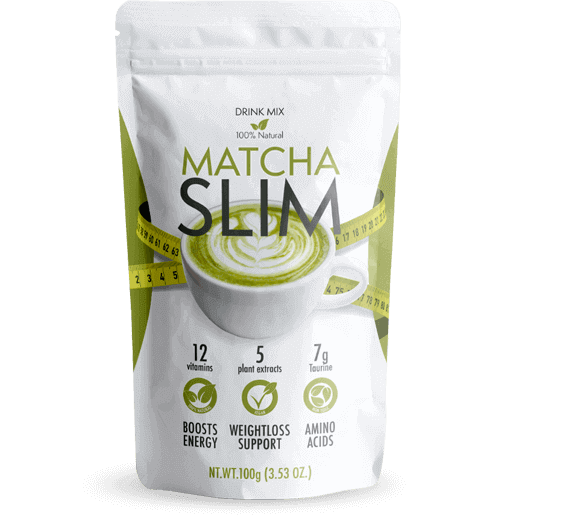 DRINK MIX
100% Natural
MATCHA
SLIM
12 5 7g
vitamins plant extracts Taurine
BOOSTS WEIGHTLOSS AMINO
ENERGY SUPPORT ACIDS
NT.WT.100g (3.53 OZ.)